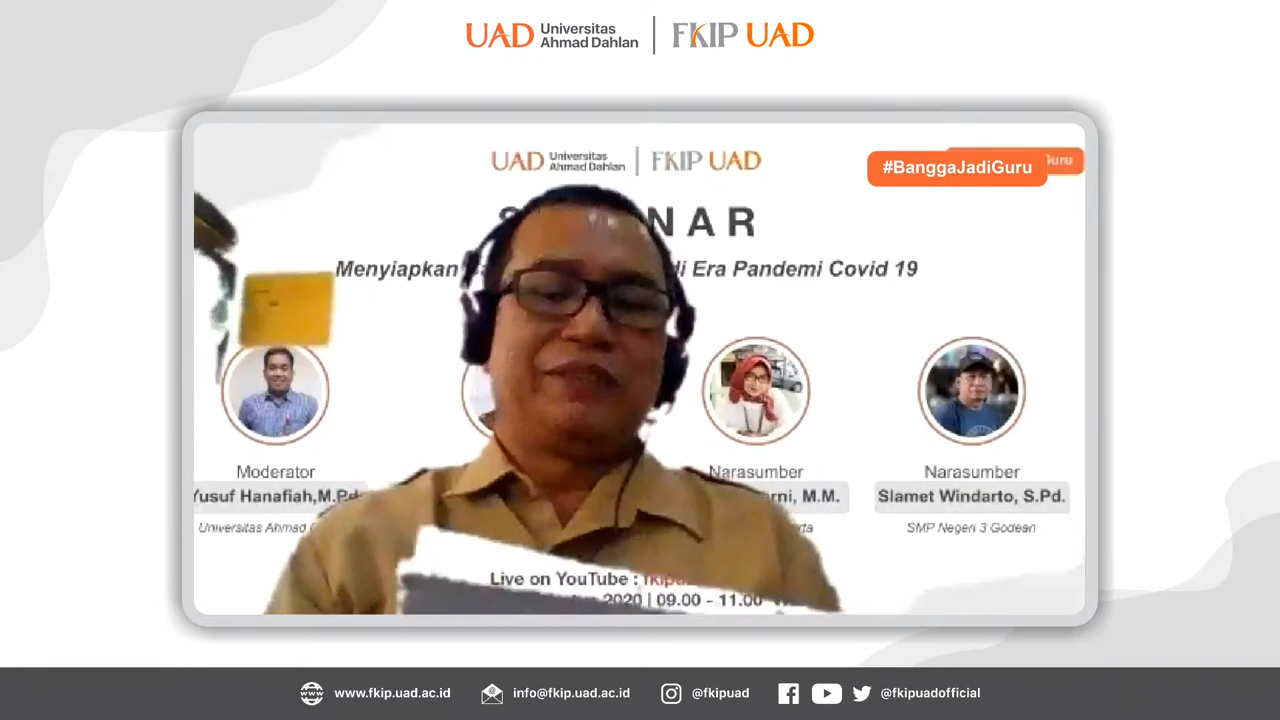 UAD Universitas Ahmad Dahlan | FKIP UAD
UAD Universitas Ahmad Dahlan | FKIP UAD
#BanggaJadiGuru
NAR
Menyiapkan di Era Pandemi Covid 19
Moderator
Narasumber
Narasumber
Yusuf Hanafiah,M.Pd
M.M.
Slamet Windarto, S.Pd.
Universitas Ahmad
SMP Negeri 3 Godean
Live on YouTube :
2020 | 09.00 - 11.00
www.fkip.uad.ac.id
info@fkip.uad.ac.id
@fkipuad
@fkipuadofficial